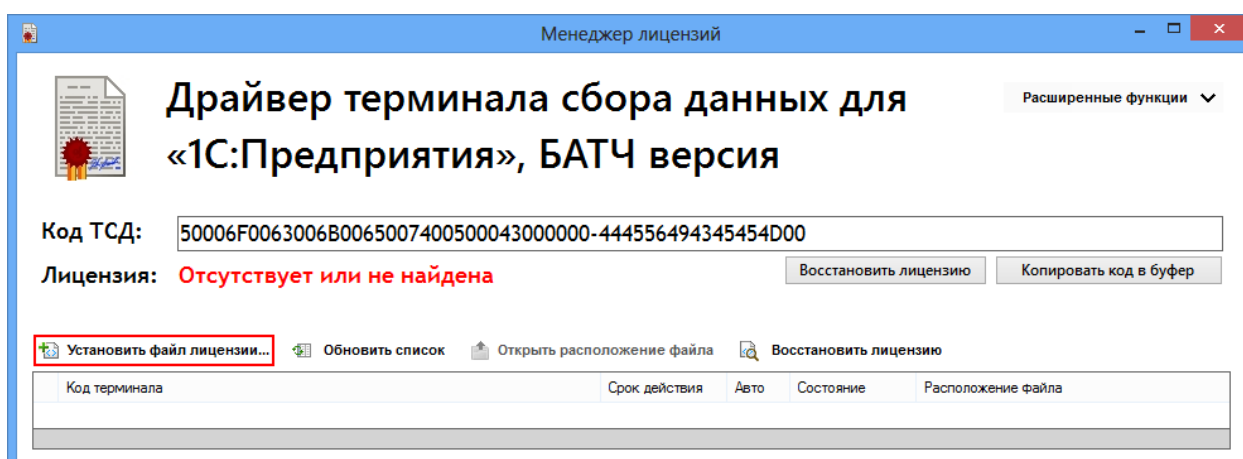 Менеджер лицензий
Драйвер терминала сбора данных для
«1С:Предприятия», БАТЧ версия
Расширенные функции
Код ТСД: 50006F0063006B0065007400500043000000-444556494345454D00
Лицензия: Отсутствует или не найдена
Восстановить лицензию Копировать код в буфер
Установить файл лицензии... Обновить список Открыть расположение файла Восстановить лицензию
Код терминала Срок действия Авто Состояние Расположение файла